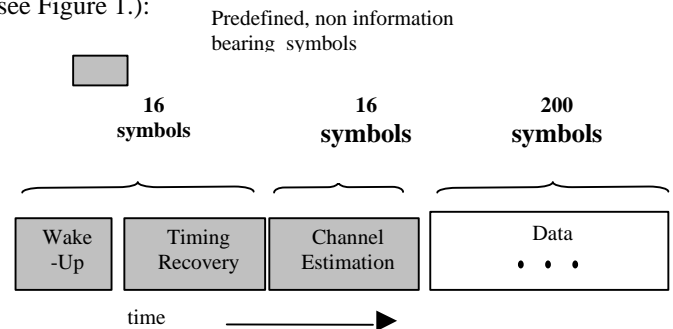 see Figure 1.):
Predefined, non information
bearing symbols
16
symbols
16
symbols
200
symbols
Wake
-Up
Timing
Recovery
Channel
Estimation
Data
• • •
time